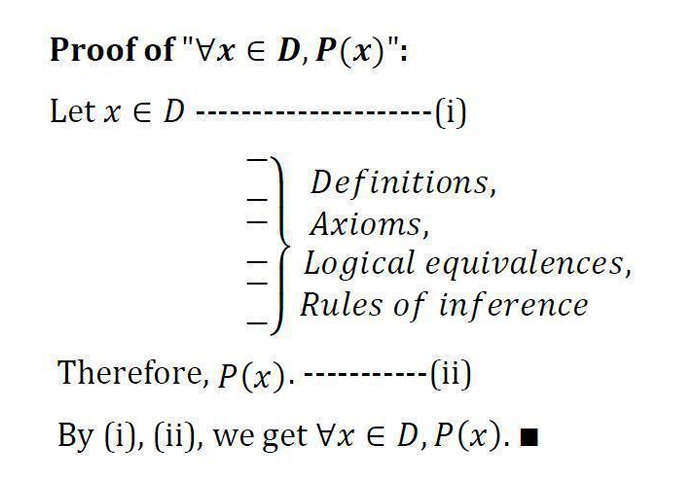 Proof of "∀x ∈ D, P(x)":
Let x ∈ D ---------------------(i)
Definitions,
Axioms,
Logical equivalences,
Rules of inference
Therefore, P(x). -----------(ii)
By (i), (ii), we get ∀x ∈ D, P(x). ■